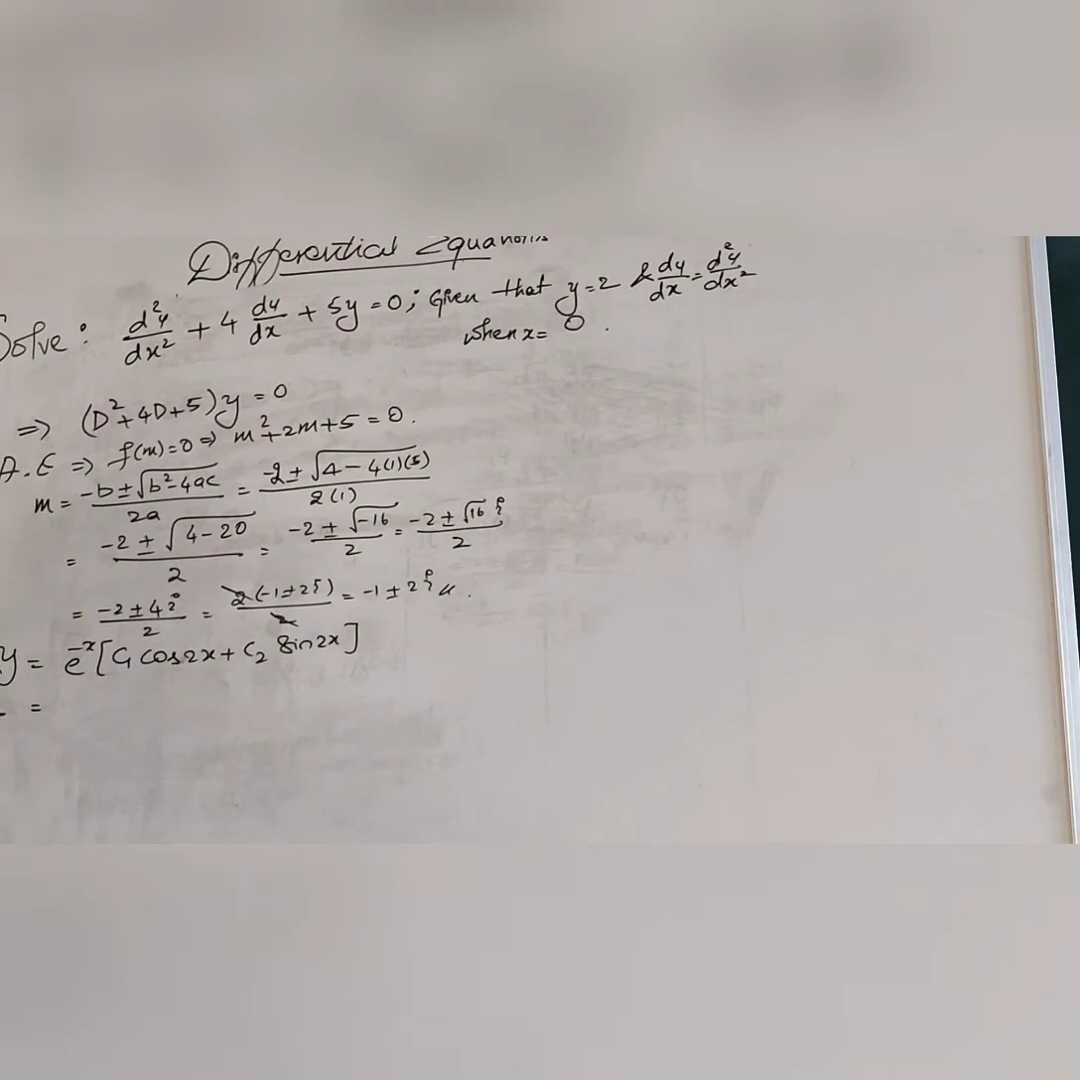 Differential Equations
Solve: d²y/dx² + 4 dy/dx + 5y = 0; Given that y = 2 & dy/dx = d²y/dx²
when x = 0.
⇒ (D² + 4D + 5) y = 0
A.E ⇒ f(m) = 0 ⇒ m² + 2m + 5 = 0.
m = (-b ± √(b² - 4ac))/2a = (-2 ± √(4 - 4(1)(5)))/2(1)
= (-2 ± √(4 - 20))/2 = (-2 ± √-16)/2 = (-2 ± √16 i)/2
= (-2 ± 4i)/2 = 2(-1 ± 2i)/2 = -1 ± 2i //.
y = e^-x [C₁ cos2x + C₂ Sin2x]
=